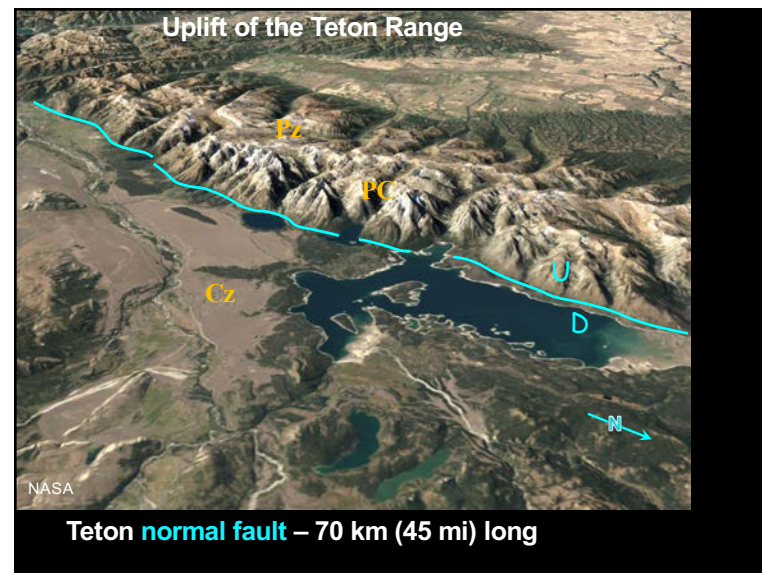 Uplift of the Teton Range
Pz
PC
Cz
U
D
N
NASA
Teton normal fault – 70 km (45 mi) long